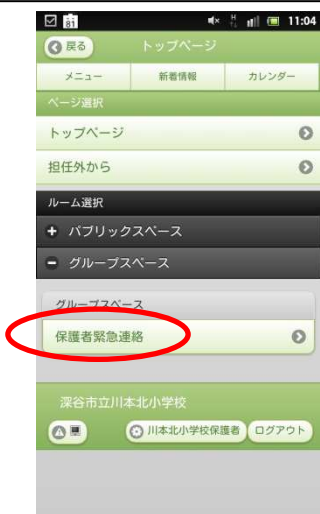 81
H
11:04
戻る
トップページ
メニュー
新着情報
カレンダー
ページ選択
トップページ
担任外から
ルーム選択
パブリックスペース
グループスペース
グループスペース
保護者緊急連絡
深谷市立川本北小学校
川本北小学校保護者
ログアウト